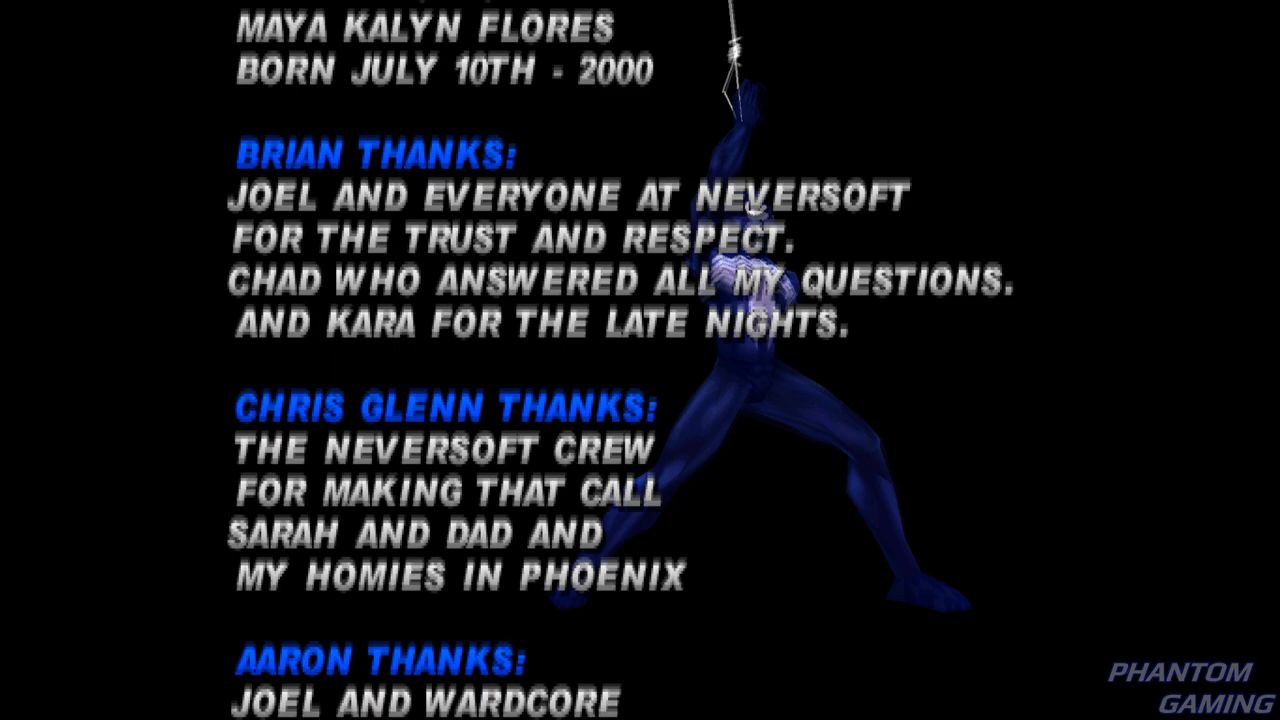 MAYA KALYN FLORES
BORN JULY 10TH - 2000
BRIAN THANKS:
JOEL AND EVERYONE AT NEVERSOFT
FOR THE TRUST AND RESPECT.
CHAD WHO ANSWERED ALL MY QUESTIONS.
AND KARA FOR THE LATE NIGHTS.
CHRIS GLENN THANKS:
THE NEVERSOFT CREW
FOR MAKING THAT CALL
SARAH AND DAD AND
MY HOMIES IN PHOENIX
AARON THANKS:
JOEL AND WARDCORE
PHANTOM
GAMING